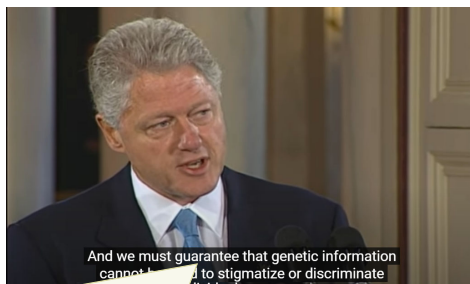 And we must guarantee that genetic information
cannot to stigmatize or discriminate